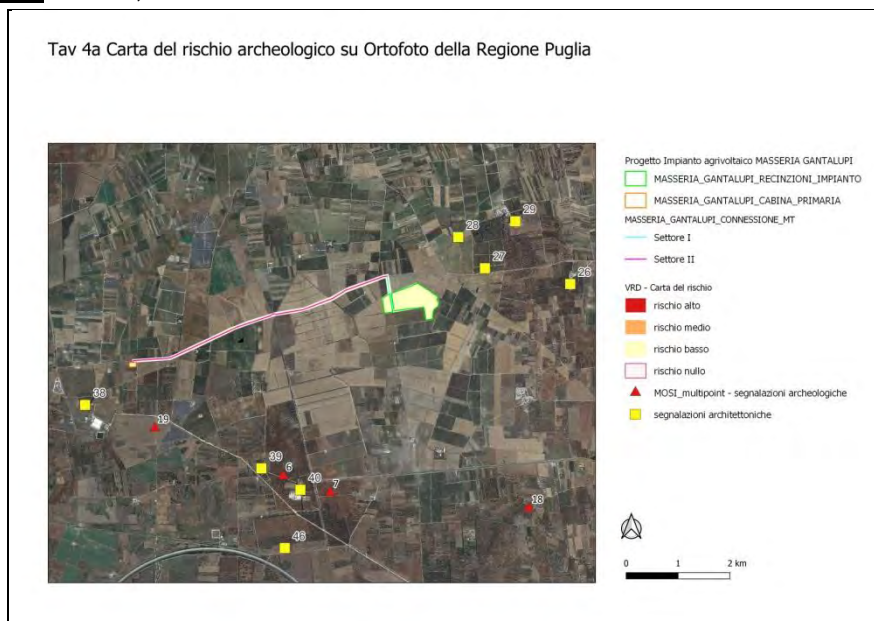 Tav 4a Carta del rischio archeologico su Ortofoto della Regione Puglia
28
29
27
26
38
19
39
6
40
7
18
46
Progetto Impianto agrivoltaico MASSERIA GANTALUPI
MASSERIA_GANTALUPI_RECINZIONI_IMPIANTO
MASSERIA_GANTALUPI_CABINA_PRIMARIA
MASSERIA_GANTALUPI_CONNESSIONE_MT
Settore I
Settore II
VRD - Carta del rischio
rischio alto
rischio medio
rischio basso
rischio nullo
MOSI_multipoint - segnalazioni archeologiche
segnalazioni architettoniche
0 1 2 km